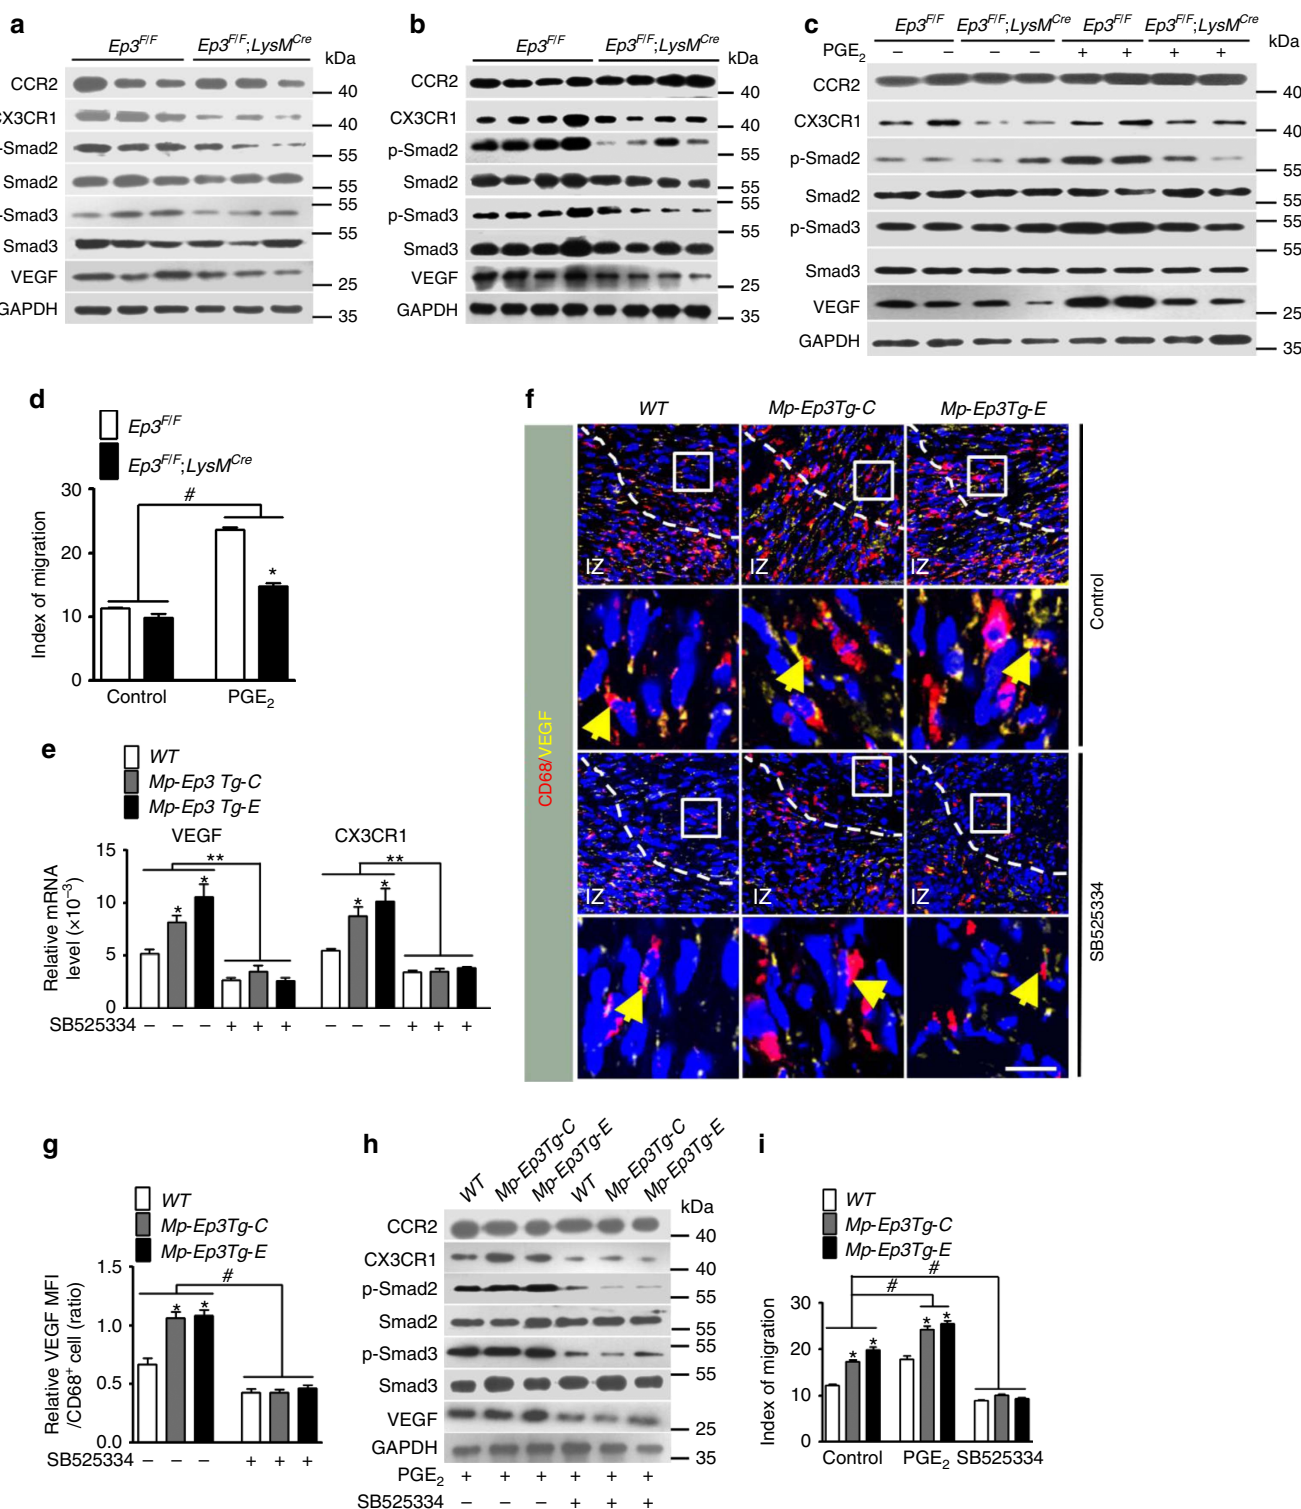 a
Ep3F/F Ep3F/F;LysMCre
kDa
CCR2
40
CX3CR1
40
p-Smad2
55
Smad2
55
-Smad3
55
Smad3
55
VEGF
25
GAPDH
35
b
Ep3F/F Ep3F/F;LysMCre
kDa
CCR2
40
CX3CR1
40
p-Smad2
55
Smad2
55
p-Smad3
55
Smad3
55
VEGF
25
GAPDH
35
c
Ep3F/F Ep3F/F;LysMCre Ep3F/F Ep3F/F;LysMCre
kDa
PGE2 – – – – + + + +
CCR2
40
CX3CR1
40
p-Smad2
55
Smad2
55
p-Smad3
55
Smad3
55
VEGF
25
GAPDH
35
d
Ep3F/F
Ep3F/F;LysMCre
Index of migration
30
20
10
0
#
*
Control PGE2
e
WT
Mp-Ep3 Tg-C
Mp-Ep3 Tg-E
VEGF CX3CR1
Relative mRNA
level (×10–3)
15
10
5
0
** **
* * * *
SB525334 – – – + + + – – – + + +
f
WT Mp-Ep3Tg-C Mp-Ep3Tg-E
CD68/VEGF
IZ IZ IZ
Control
IZ IZ IZ
SB525334
g
WT
Mp-Ep3Tg-C
Mp-Ep3Tg-E
Relative VEGF MFI
/CD68+ cell (ratio)
1.5
1.0
0.5
0.0
#
* *
SB525334 – – – + + +
h
WT Mp-Ep3Tg-C Mp-Ep3Tg-E WT Mp-Ep3Tg-C Mp-Ep3Tg-E
kDa
CCR2
40
CX3CR1
40
p-Smad2
55
Smad2
55
p-Smad3
55
Smad3
55
VEGF
25
GAPDH
35
PGE2 + + + + + +
SB525334 – – – + + +
i
WT
Mp-Ep3Tg-C
Mp-Ep3Tg-E
Index of migration
30
20
10
0
#
#
* * * *
Control PGE2 SB525334